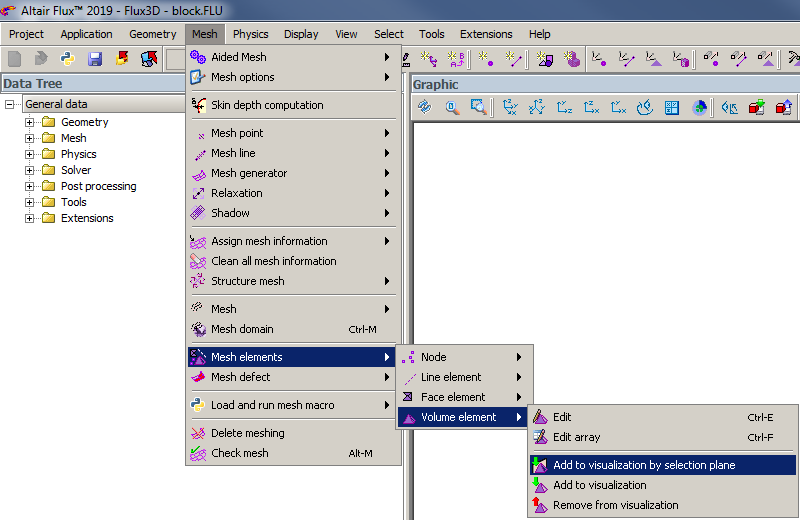 Altair Flux™ 2019 - Flux3D - block.FLU
Project Application Geometry Mesh Physics Display View Select Tools Extensions Help
Data Tree
General data
Geometry
Mesh
Physics
Solver
Post processing
Tools
Extensions
Aided Mesh
Mesh options
Skin depth computation
Mesh point
Mesh line
Mesh generator
Relaxation
Shadow
Assign mesh information
Clean all mesh information
Structure mesh
Mesh
Mesh domain Ctrl-M
Mesh elements
Mesh defect
Load and run mesh macro
Delete meshing
Check mesh Alt-M
Graphic
Node
Line element
Face element
Volume element
Edit Ctrl-E
Edit array Ctrl-F
Add to visualization by selection plane
Add to visualization
Remove from visualization